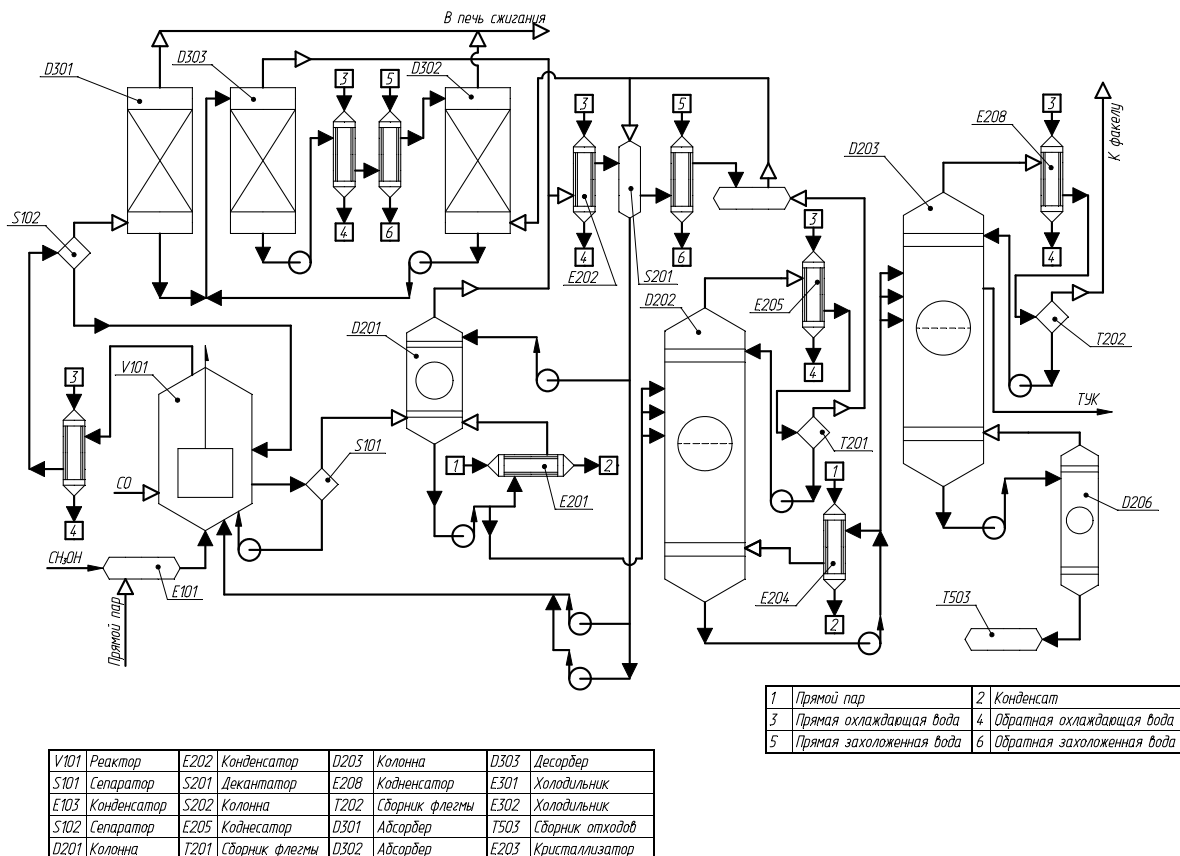 В печь сжигания
D301
D303
D302
3
5
3
5
3
E208
К факелу
D203
S102
4
6
4
6
3
4
E202
S201
D202
E205
D201
V101
3
4
T202
S101
T201
ТУК
1
2
1
CO
E201
D206
4
CH₃OH
E101
E204
T503
2
Прямой пар
1 Прямой пар 2 Конденсат
3 Прямая охлаждающая вода 4 Обратная охлаждающая вода
5 Прямая захоложенная вода 6 Обратная захоложенная вода
V101 Реактор E202 Конденсатор D203 Колонна D303 Десорбер
S101 Сепаратор S201 Декантатор E208 Кодненсатор E301 Холодильник
E103 Конденсатор S202 Колонна T202 Сборник флегмы E302 Холодильник
S102 Сепаратор E205 Коднесатор D301 Абсорбер T503 Сборник отходов
D201 Колонна T201 Сборник флегмы D302 Абсорбер E203 Кристаллизатор